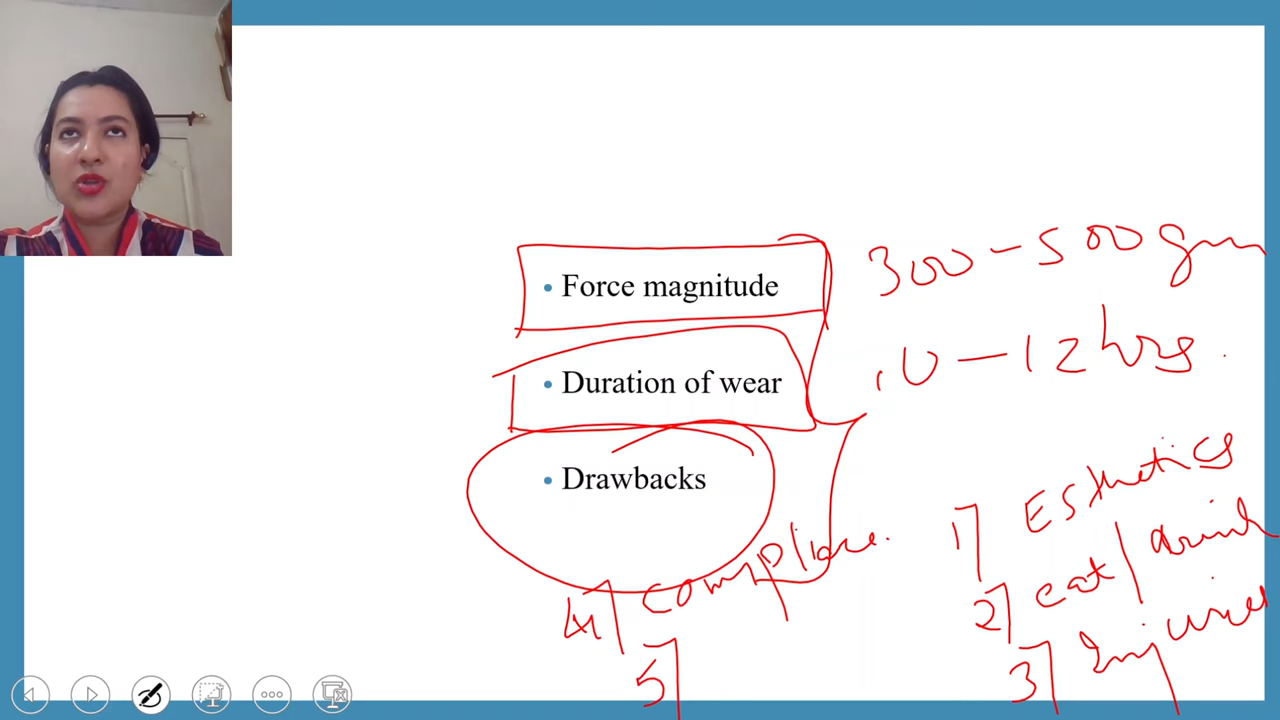 • Force magnitude
300 - 500 gm
• Duration of wear
10 - 12 hrs.
• Drawbacks
1] Esthetics
2] eat/drink
3] Injuries
4] compliance.
5]